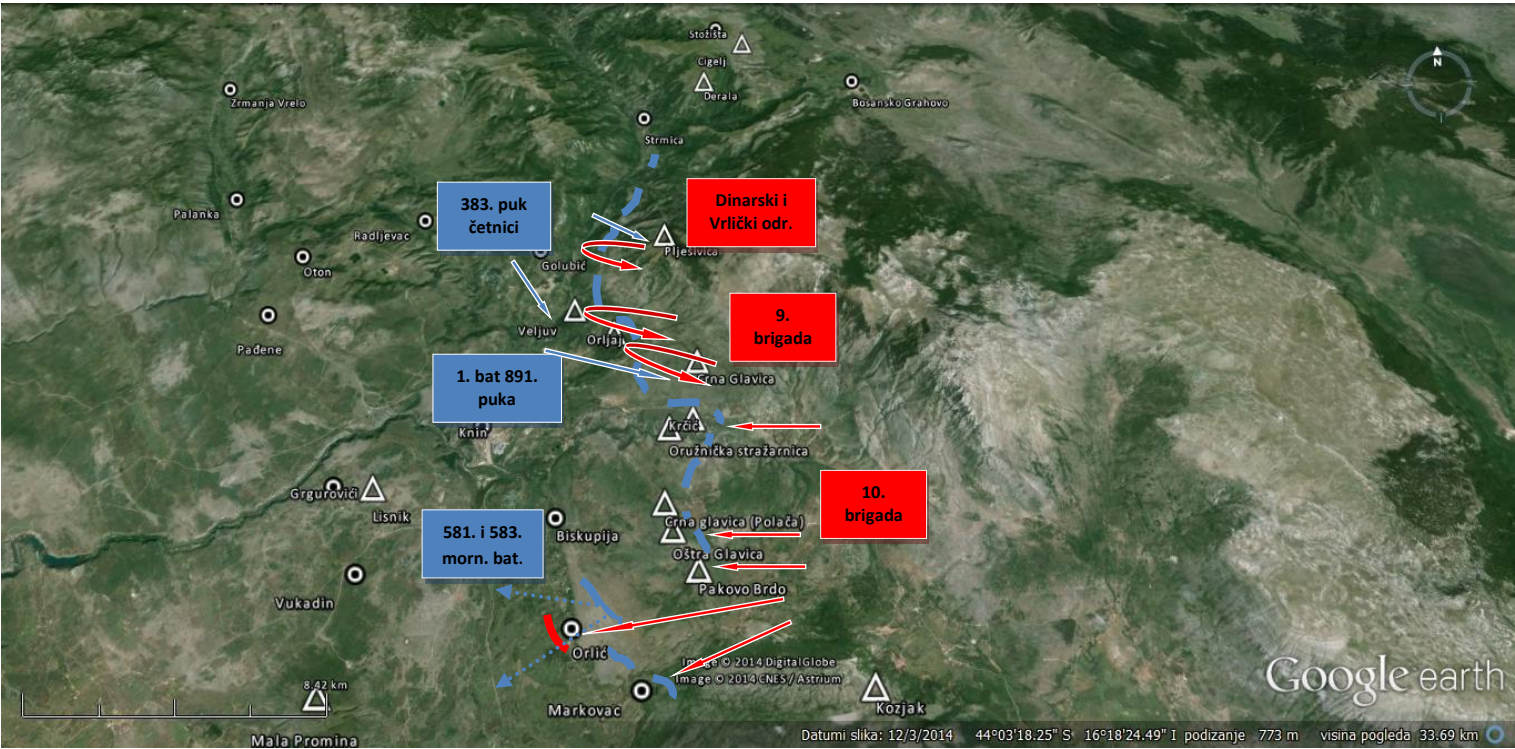 Stožišta
Cigelj
N
Derala
Zrmanja Vrelo
Bosansko Grahovo
Strmica
383. puk
četnici
Dinarski i
Vrlički odr.
Palanka
Radljevac
Plješivica
Golubić
Oton
9.
brigada
Veljuv
Orljaj
Pađene
1. bat 891.
puka
Crna Glavica
Krčić
Knin
Oružnička stražarnica
10.
brigada
Grgurovići
Lisnik
Crna glavica (Polača)
581. i 583.
morn. bat.
Biskupija
Oštra Glavica
Pakovo Brdo
Vukadin
Orlić
Image © 2014 DigitalGlobe
Image © 2014 CNES / Astrium
Google earth
8.42 km
Markovac
Kozjak
Mala Promina
Datumi slika: 12/3/2014 44°03'18.25" S 16°18'24.49" I podizanje 773 m visina pogleda 33.69 km